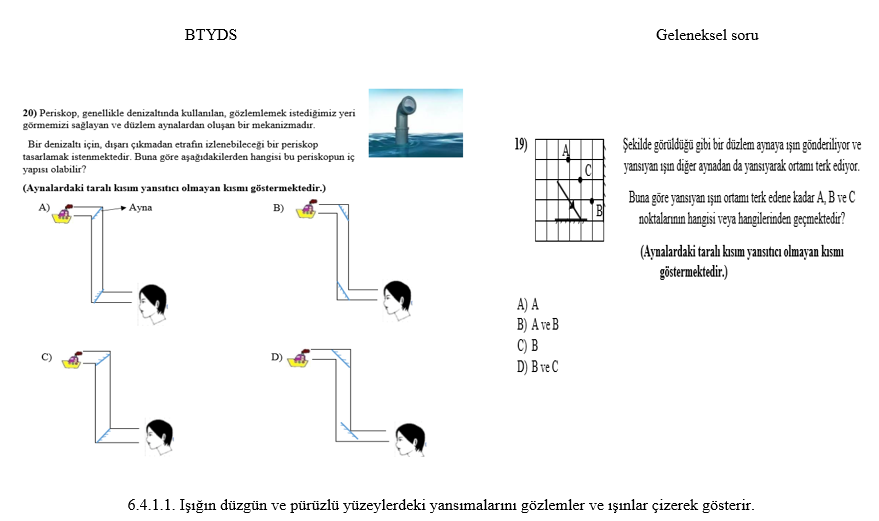 BTYDS
Geleneksel soru
20) Periskop, genellikle denizaltında kullanılan, gözlemlemek istediğimiz yeri
görmemizi sağlayan ve düzlem aynalardan oluşan bir mekanizmadır.
Bir denizaltı için, dışarı çıkmadan etrafın izlenebileceği bir periskop
tasarlamak istenmektedir. Buna göre aşağıdakilerden hangisi bu periskopun iç
yapısı olabilir?
(Aynalardaki taralı kısım yansıtıcı olmayan kısmı göstermektedir.)
A)
Ayna
B)
C)
D)
19)
A
C
B
Şekilde görüldüğü gibi bir düzlem aynaya ışın gönderiliyor ve
yansıyan ışın diğer aynadan da yansıyarak ortamı terk ediyor.
Buna göre yansıyan ışın ortamı terk edene kadar A, B ve C
noktalarının hangisi veya hangilerinden geçmektedir?
(Aynalardaki taralı kısım yansıtıcı olmayan kısmı
göstermektedir.)
A) A
B) A ve B
C) B
D) B ve C
6.4.1.1. Işığın düzgün ve pürüzlü yüzeylerdeki yansımalarını gözlemler ve ışınlar çizerek gösterir.